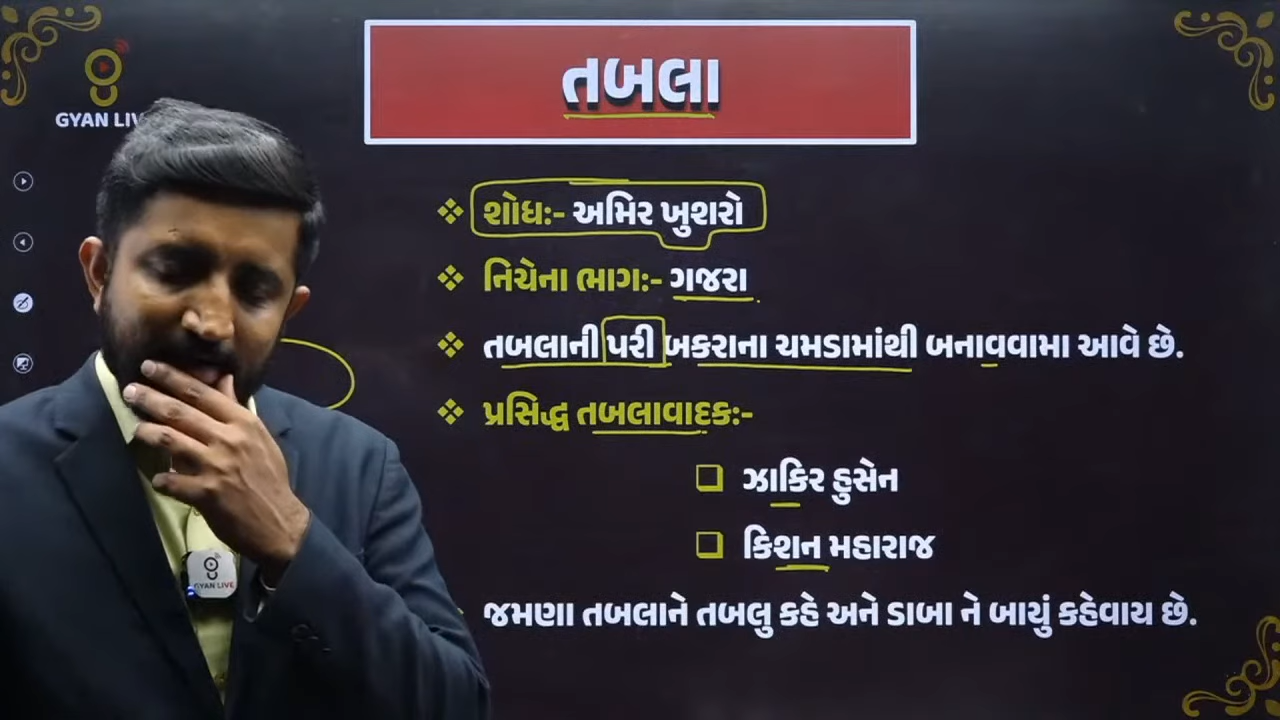 તબલા
GYAN LIV
શોધ:- અમિર ખુશરો
નિચેના ભાગ:- ગજરા
તબલાની પરી બકરાના ચમડામાંથી બનાવવામા આવે છે.
પ્રસિદ્ધ તબલાવાદક:-
ઝાકિર હુસેન
કિશન મહારાજ
GYAN LIVE
જમણા તબલાને તબલુ કહે અને ડાબા ને બાયું કહેવાય છે.